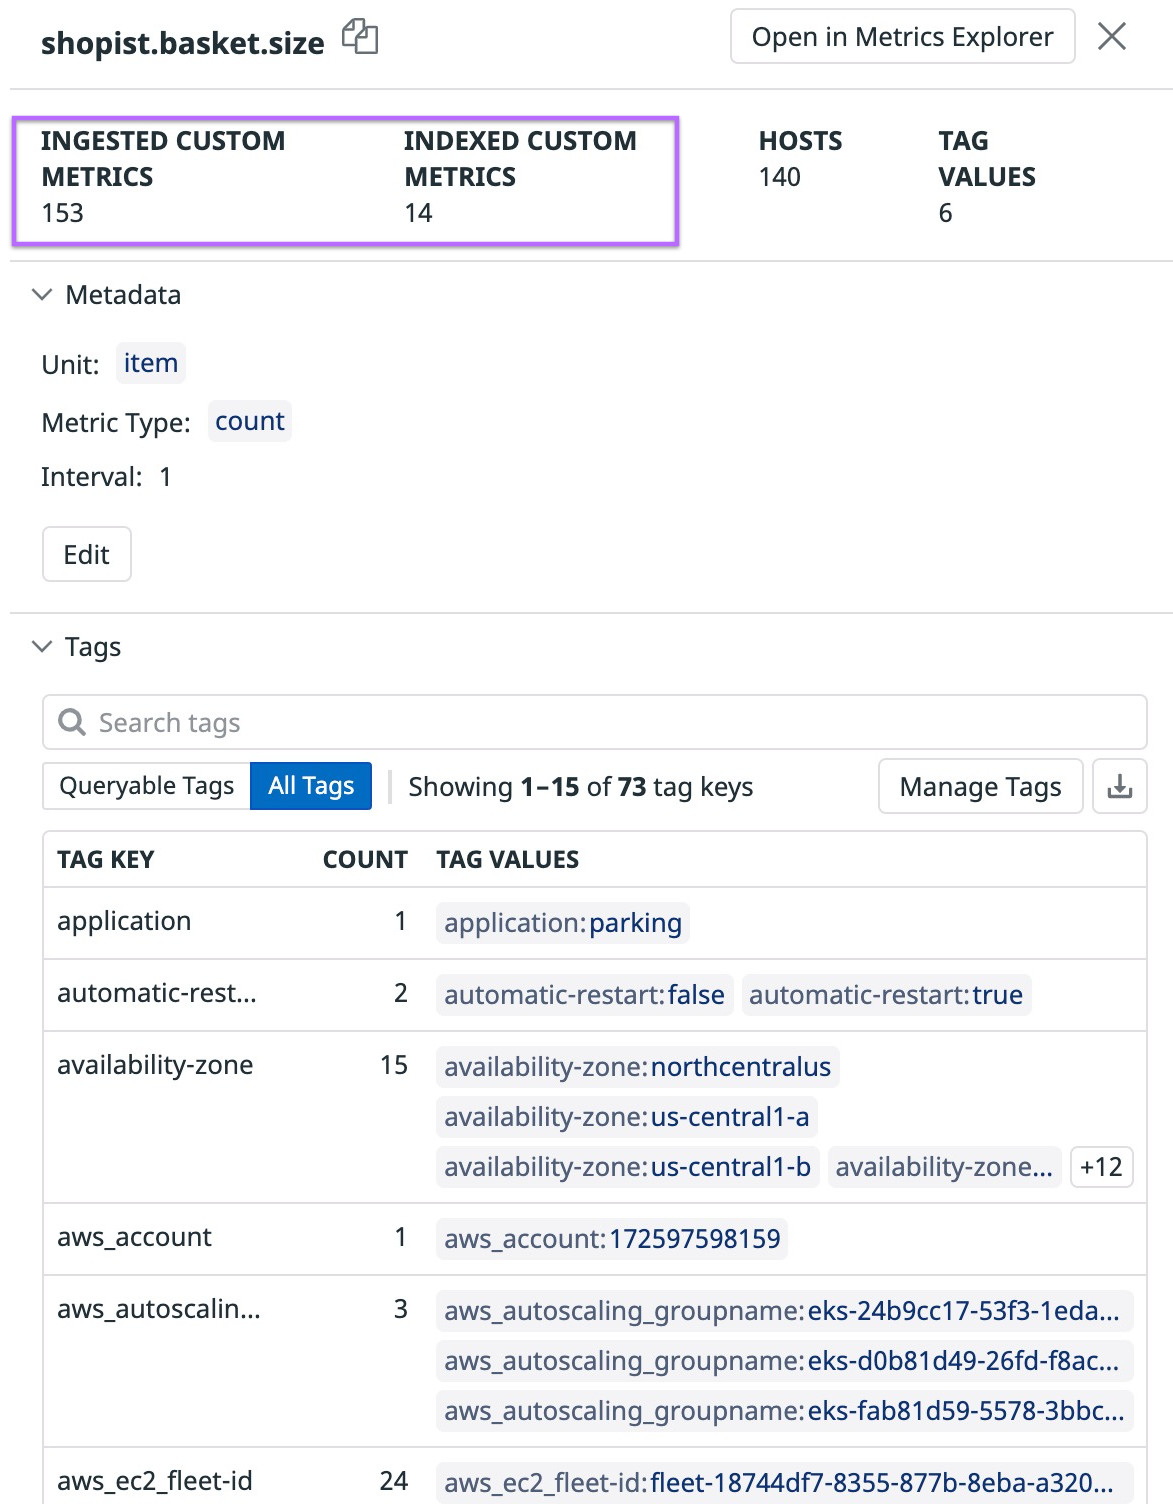 shopist.basket.size
Open in Metrics Explorer
INGESTED CUSTOM METRICS
153
INDEXED CUSTOM METRICS
14
HOSTS
140
TAG VALUES
6
Metadata
Unit: item
Metric Type: count
Interval: 1
Edit
Tags
Search tags
Queryable Tags All Tags Showing 1–15 of 73 tag keys Manage Tags
TAG KEY COUNT TAG VALUES
application 1 application:parking
automatic-rest... 2 automatic-restart:false automatic-restart:true
availability-zone 15 availability-zone:northcentralus
availability-zone:us-central1-a
availability-zone:us-central1-b availability-zone... +12
aws_account 1 aws_account:172597598159
aws_autoscalin... 3 aws_autoscaling_groupname:eks-24b9cc17-53f3-1eda...
aws_autoscaling_groupname:eks-d0b81d49-26fd-f8ac...
aws_autoscaling_groupname:eks-fab81d59-5578-3bbc...
aws_ec2_fleet-id 24 aws_ec2_fleet-id:fleet-18744df7-8355-877b-8eba-a320...